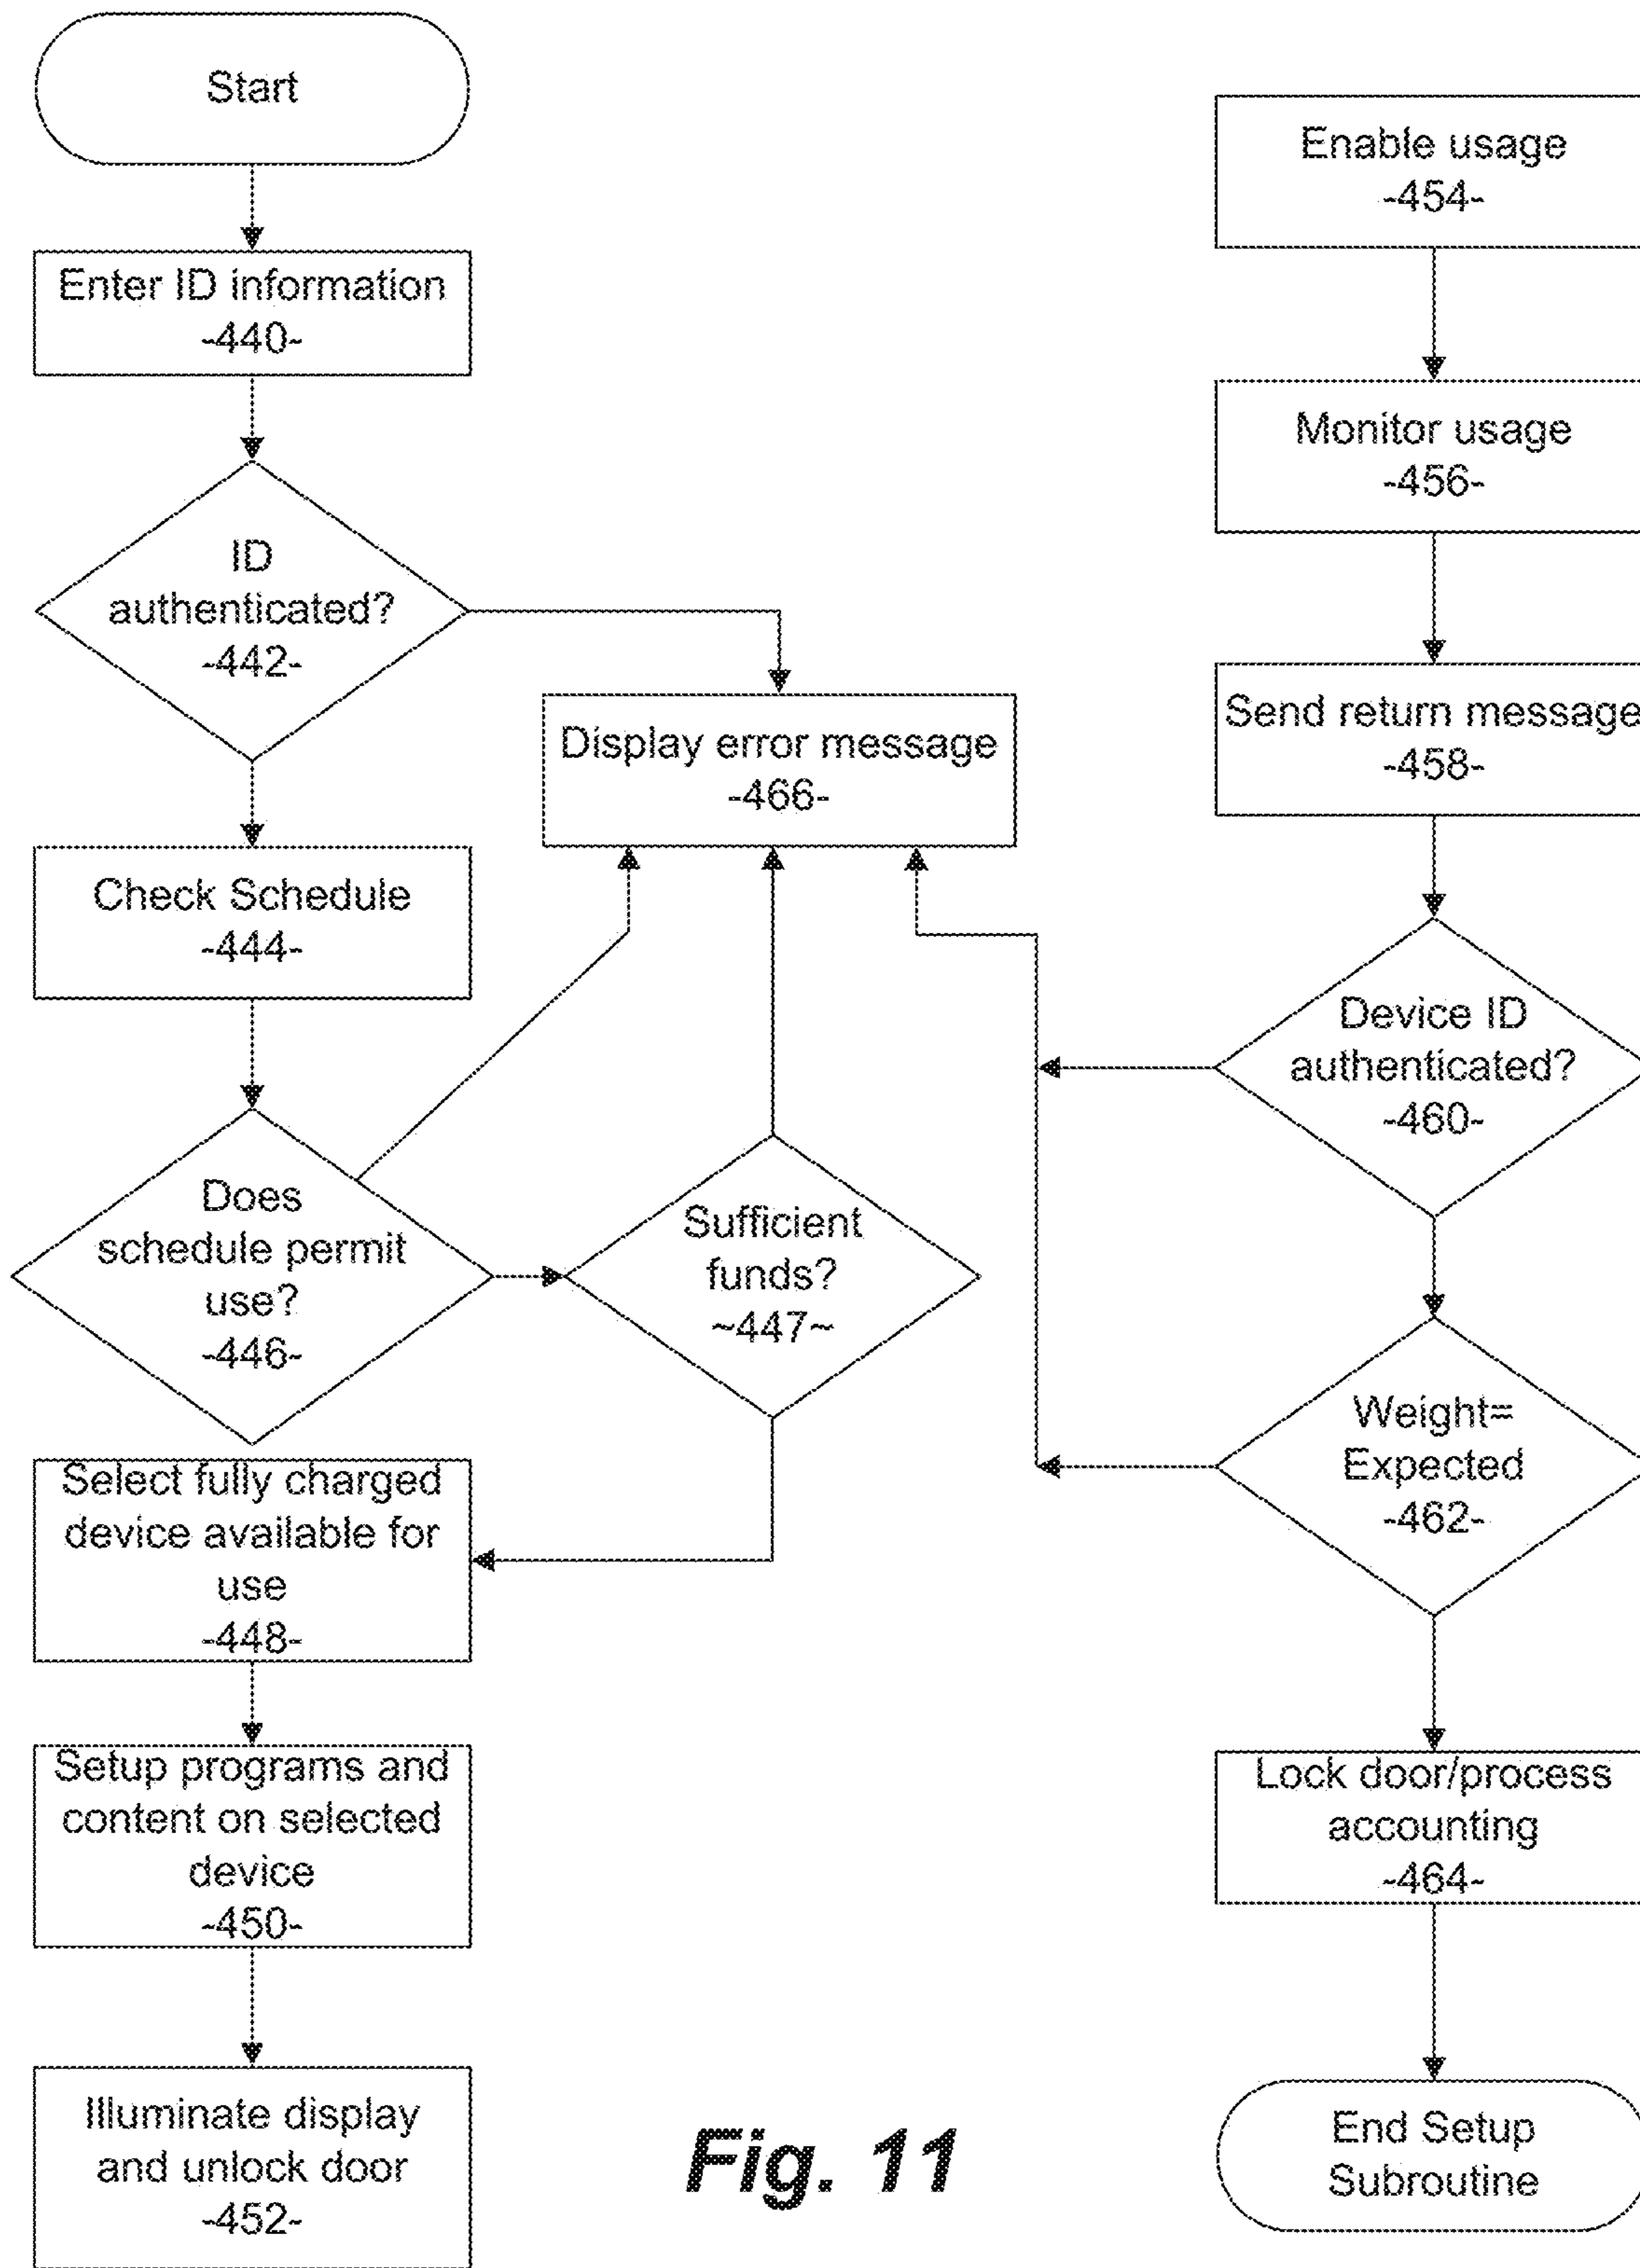 Start
Enter ID information
-440-
ID
authenticated?
-442-
Check Schedule
-444-
Does
schedule permit
use?
-446-
Sufficient
funds?
~447~
Display error message
-466-
Select fully charged
device available for
use
-448-
Setup programs and
content on selected
device
-450-
Illuminate display
and unlock door
-452-
Enable usage
-454-
Monitor usage
-456-
Send return message
-458-
Device ID
authenticated?
-460-
Weight=
Expected
-462-
Lock door/process
accounting
-464-
End Setup
Subroutine
Fig. 11